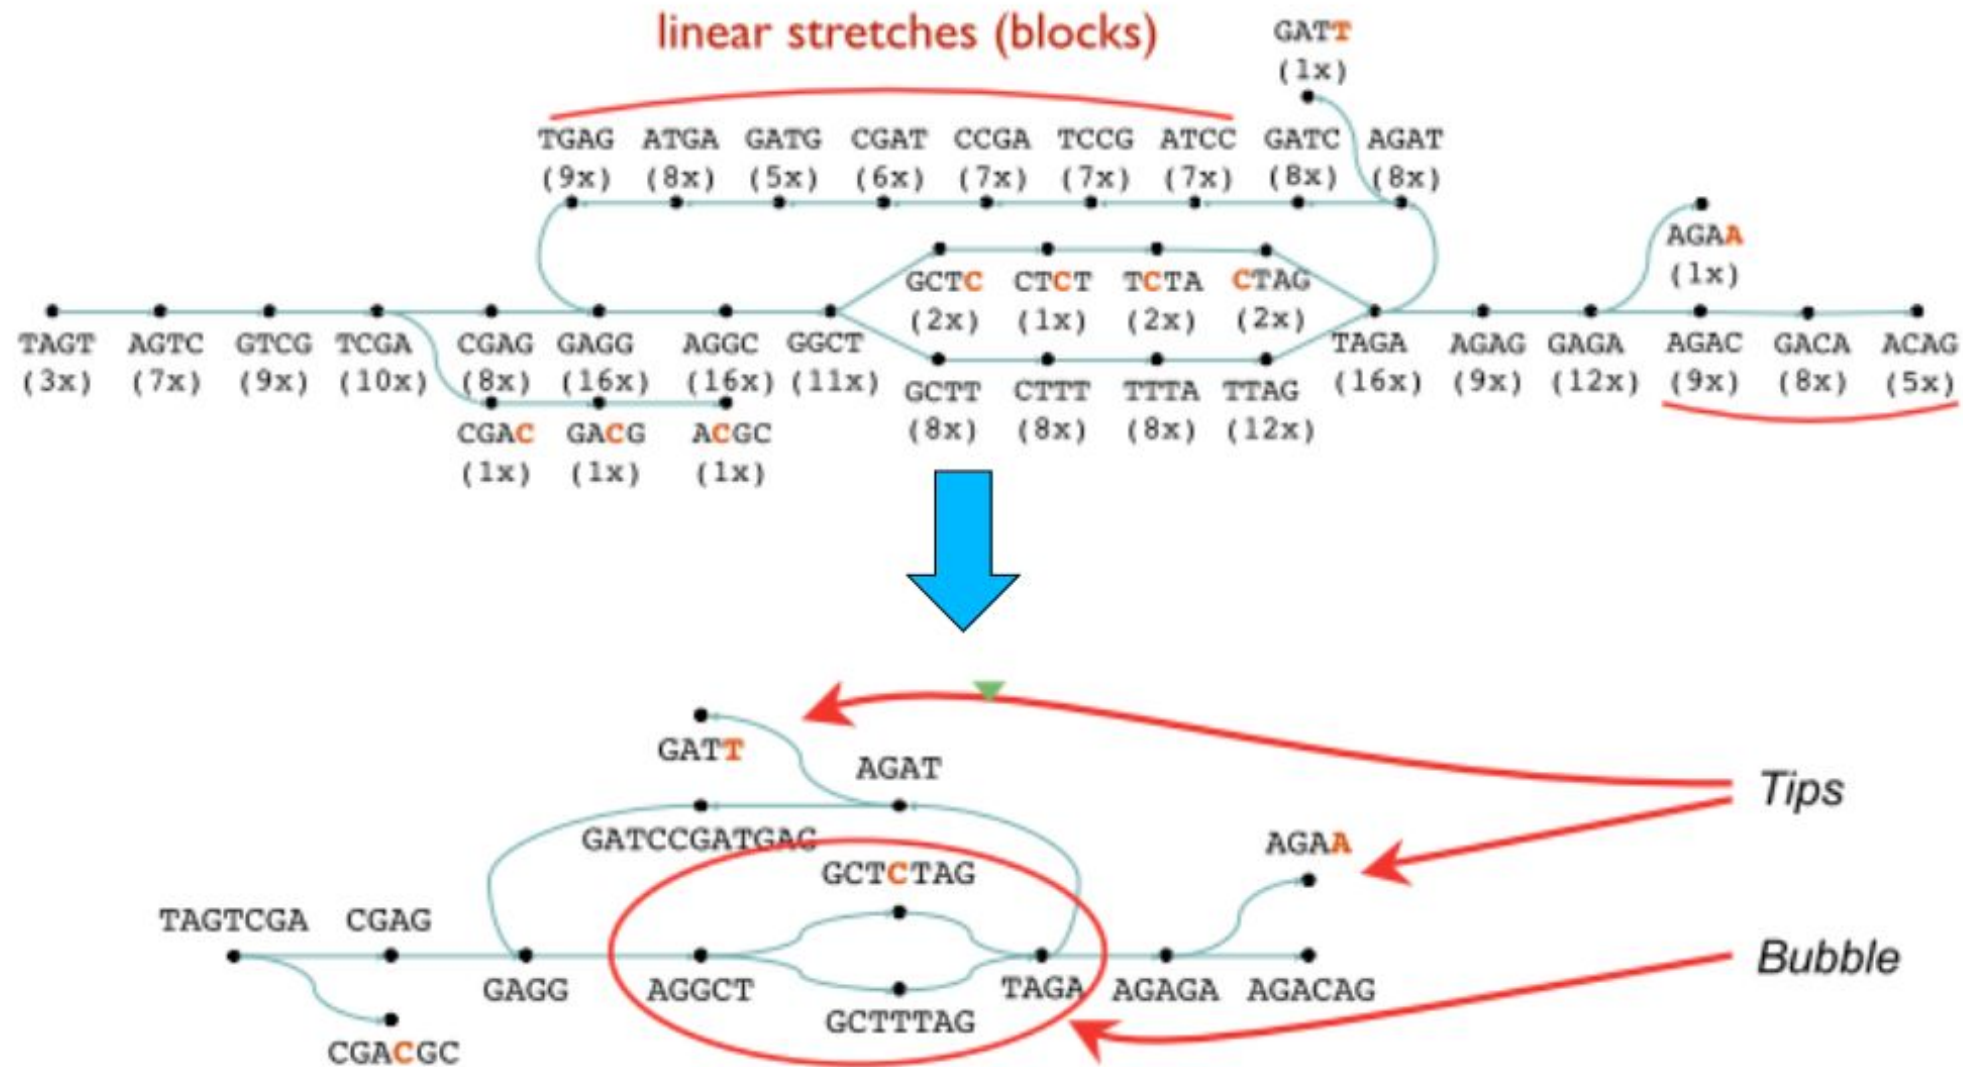 linear stretches (blocks)
GATT
(1x)
TGAG ATGA GATG CGAT CCGA TCCG ATCC GATC AGAT
(9x) (8x) (5x) (6x) (7x) (7x) (7x) (8x) (8x)
AGAA
(1x)
GCTC CTCT TCTA CTAG
(2x) (1x) (2x) (2x)
TAGT AGTC GTCG TCGA CGAG GAGG AGGC GGCT TAGA AGAG GAGA AGAC GACA ACAG
(3x) (7x) (9x) (10x) (8x) (16x) (16x) (11x) (16x) (9x) (12x) (9x) (8x) (5x)
GCTT CTTT TTTA TTAG
(8x) (8x) (8x) (12x)
CGAC GACG ACGC
(1x) (1x) (1x)
GATT
AGAT
Tips
GATCCGATGAG
AGAA
GCTCTAG
TAGTCGA CGAG
Bubble
GAGG AGGCT TAGA AGAGA AGACAG
GCTTTAG
CGACGC